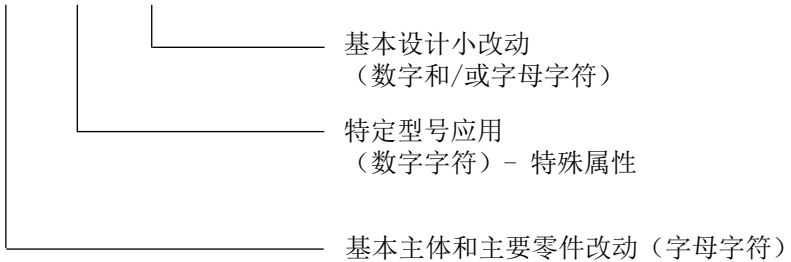 基本设计小改动
（数字和/或字母字符）
特定型号应用
（数字字符）- 特殊属性
基本主体和主要零件改动（字母字符）